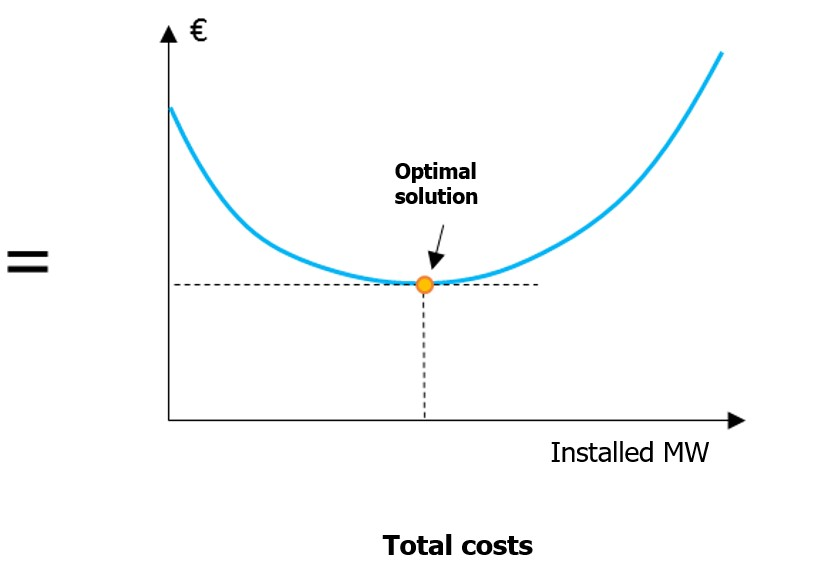 €
Optimal
solution
=
Installed MW
Total costs